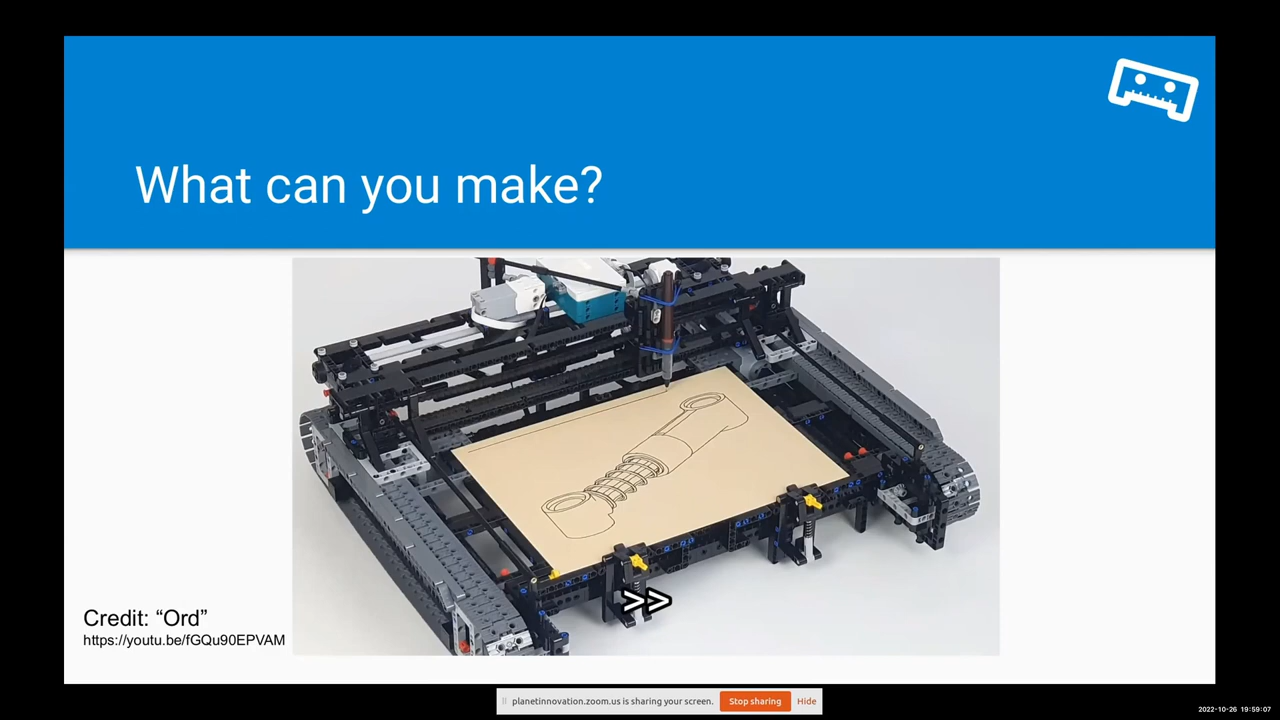 What can you make?
>>
Credit: “Ord”
https://youtu.be/fGQu90EPVAM
planetinnovation.zoom.us is sharing your screen.
Stop sharing
Hide
2022-10-26 19:59:07